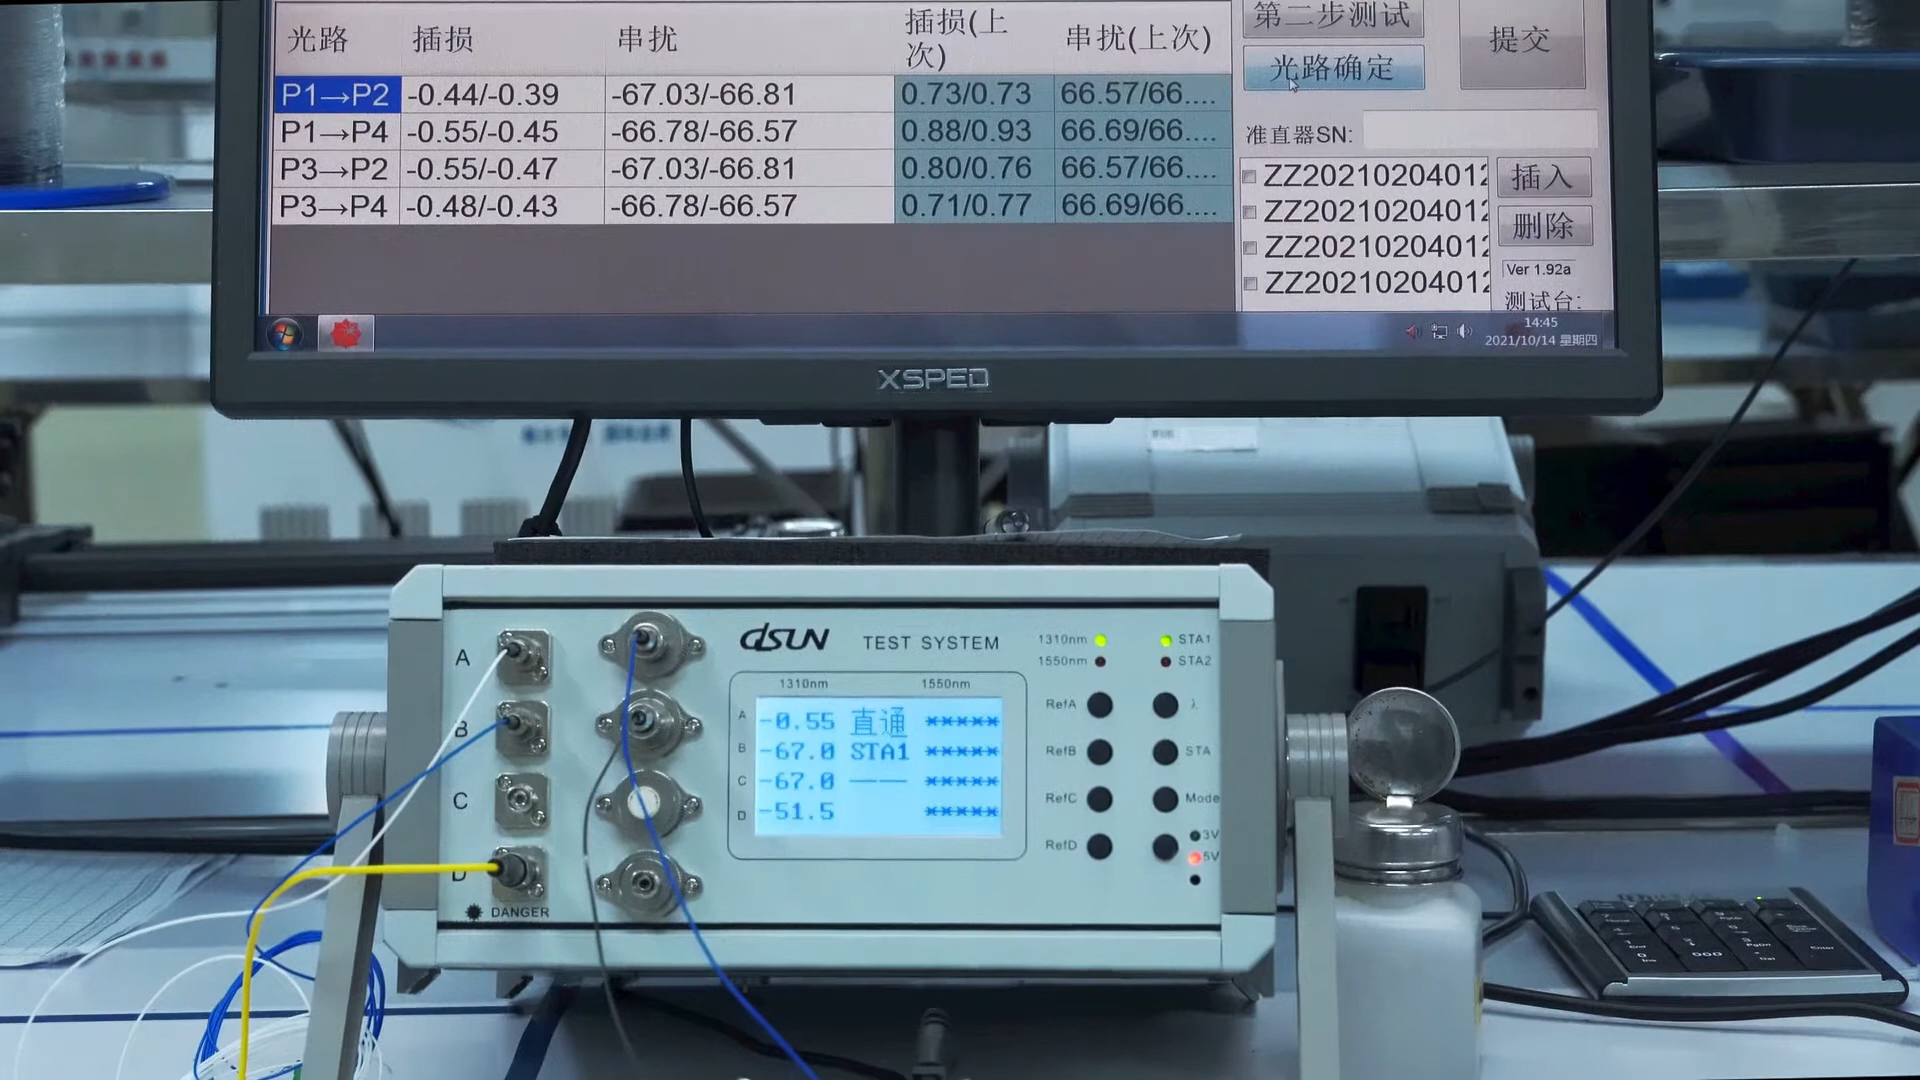 光路 插损 串扰 插损(上次) 串扰(上次)
P1→P2 -0.44/-0.39 -67.03/-66.81 0.73/0.73 66.57/66....
P1→P4 -0.55/-0.45 -66.78/-66.57 0.88/0.93 66.69/66....
P3→P2 -0.55/-0.47 -67.03/-66.81 0.80/0.76 66.57/66....
P3→P4 -0.48/-0.43 -66.78/-66.57 0.71/0.77 66.69/66....
第二步测试
提交
光路确定
准直器SN:
ZZ20210204012
插入
ZZ20210204012
删除
ZZ20210204012
Ver 1.92a
ZZ20210204012
测试台:
14:45
2021/10/14 星期四
XSPED
dSUN TEST SYSTEM
1310nm STA1
1550nm STA2
1310nm 1550nm
A -0.55 直通 *****
B -67.0 STA1 *****
C -67.0 —— *****
D -51.5 *****
RefA λ
RefB STA
RefC Mode
RefD
3V
5V
A
B
C
D
DANGER